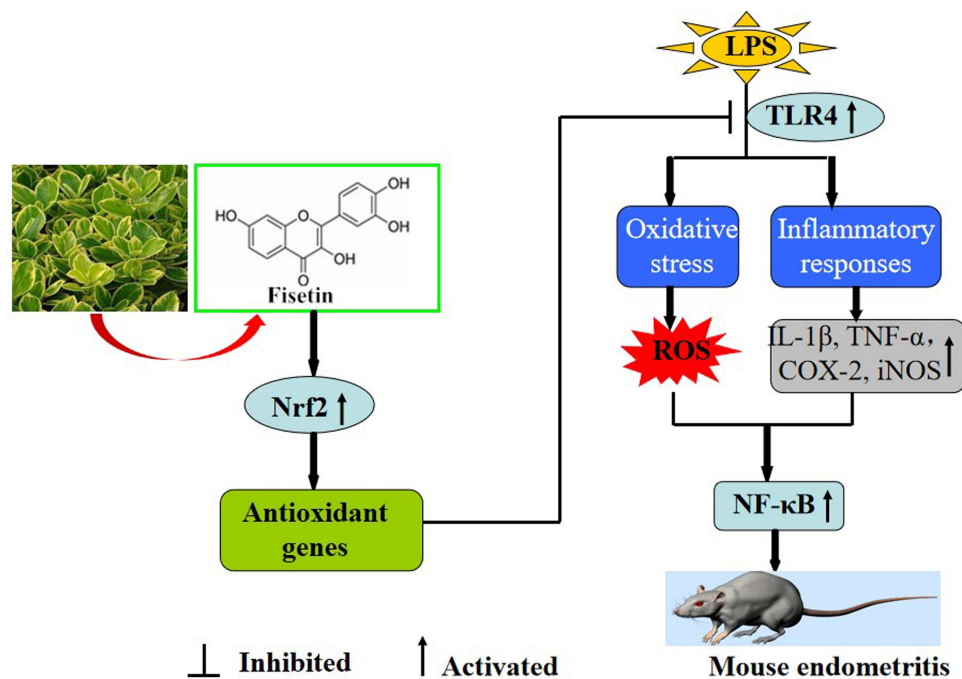 LPS
TLR4
HO
O
OH
OH
OH
O
Fisetin
Oxidative
stress
Inflammatory
responses
ROS
IL-1β, TNF-α,
COX-2, iNOS
Nrf2
Antioxidant
genes
NF-κB
Inhibited
Activated
Mouse endometritis